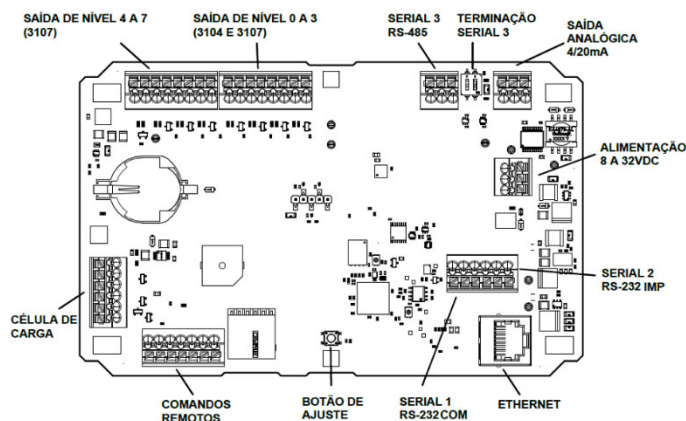 SAÍDA DE NÍVEL 4 A 7
(3107)
SAÍDA DE NÍVEL 0 A 3
(3104 E 3107)
SERIAL 3
RS-485
TERMINAÇÃO
SERIAL 3
SAÍDA
ANALÓGICA
4/20mA
ALIMENTAÇÃO
8 A 32VDC
SERIAL 2
RS-232 IMP
CÉLULA DE
CARGA
COMANDOS
REMOTOS
BOTÃO DE
AJUSTE
SERIAL 1
RS-232COM
ETHERNET